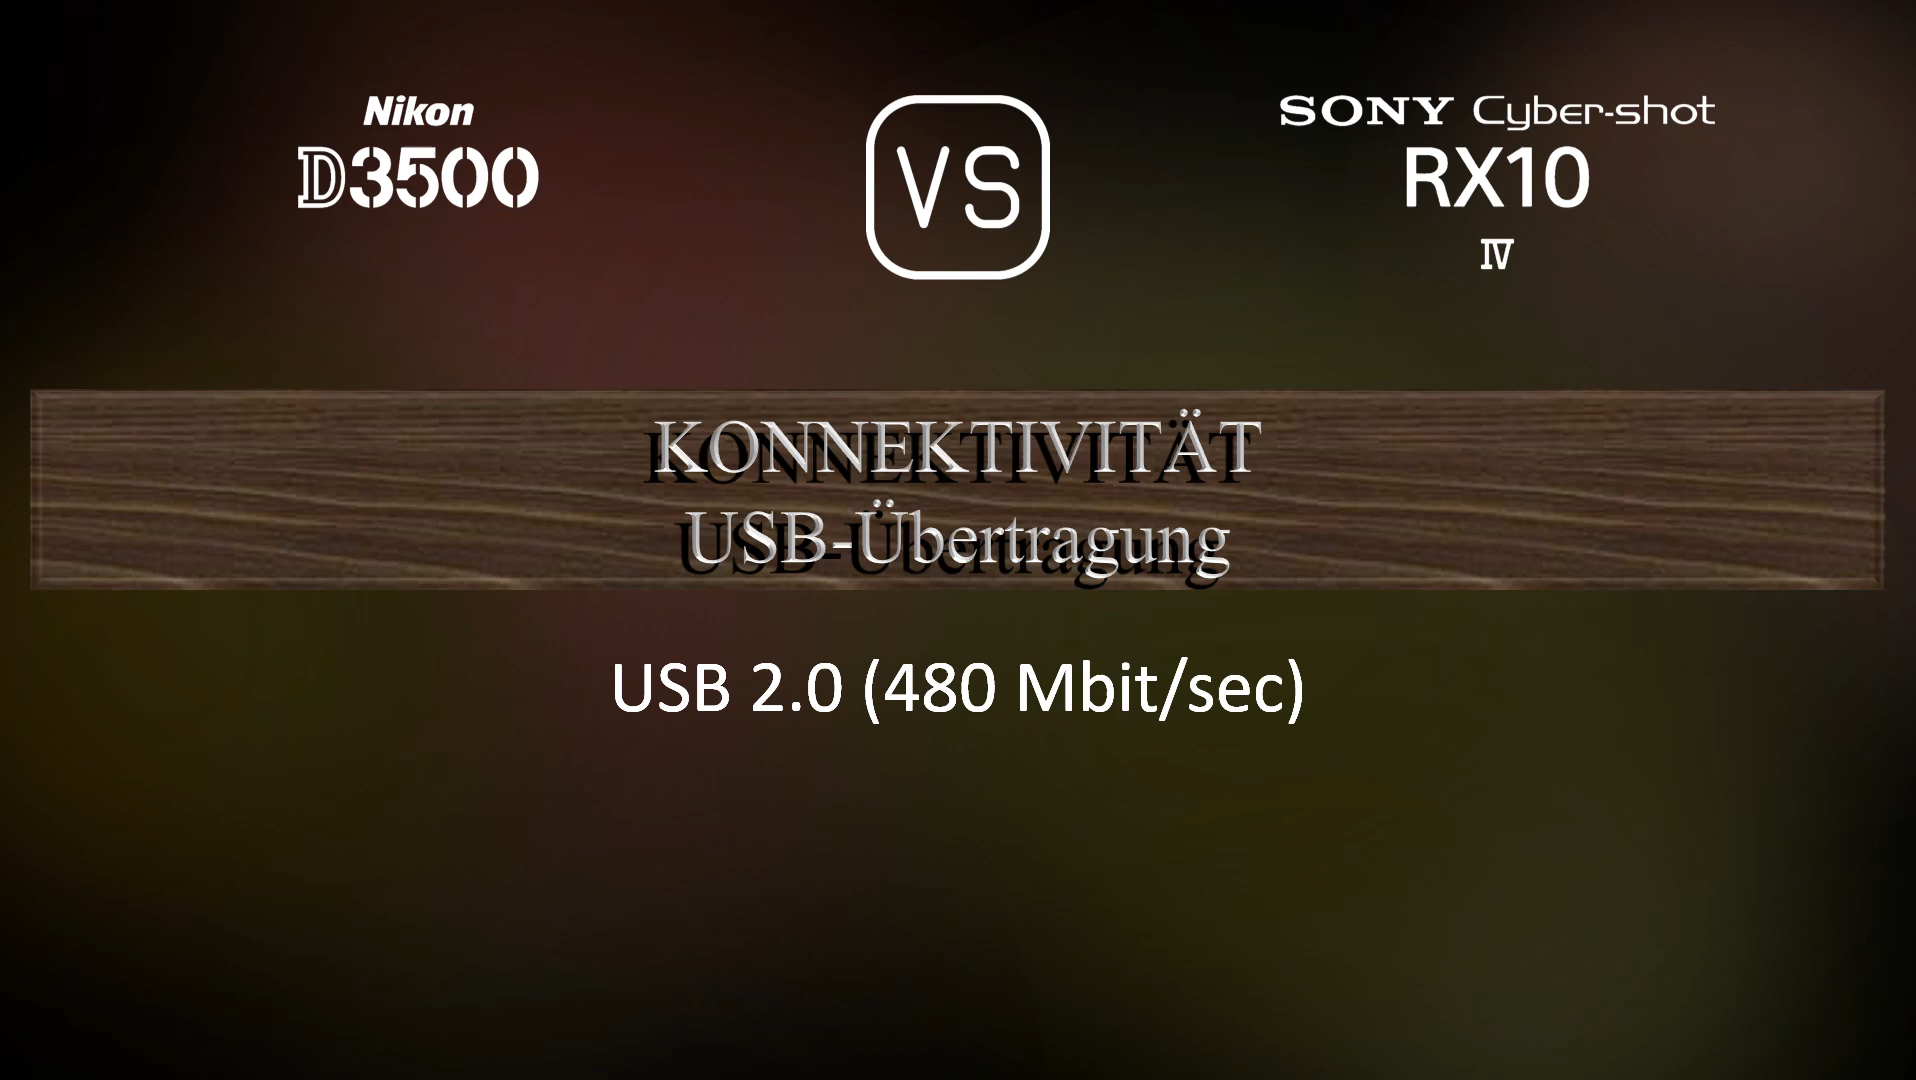 Nikon
D3500
VS
SONY Cyber-shot
RX10
IV
KONNEKTIVITÄT
USB-Übertragung
USB 2.0 (480 Mbit/sec)